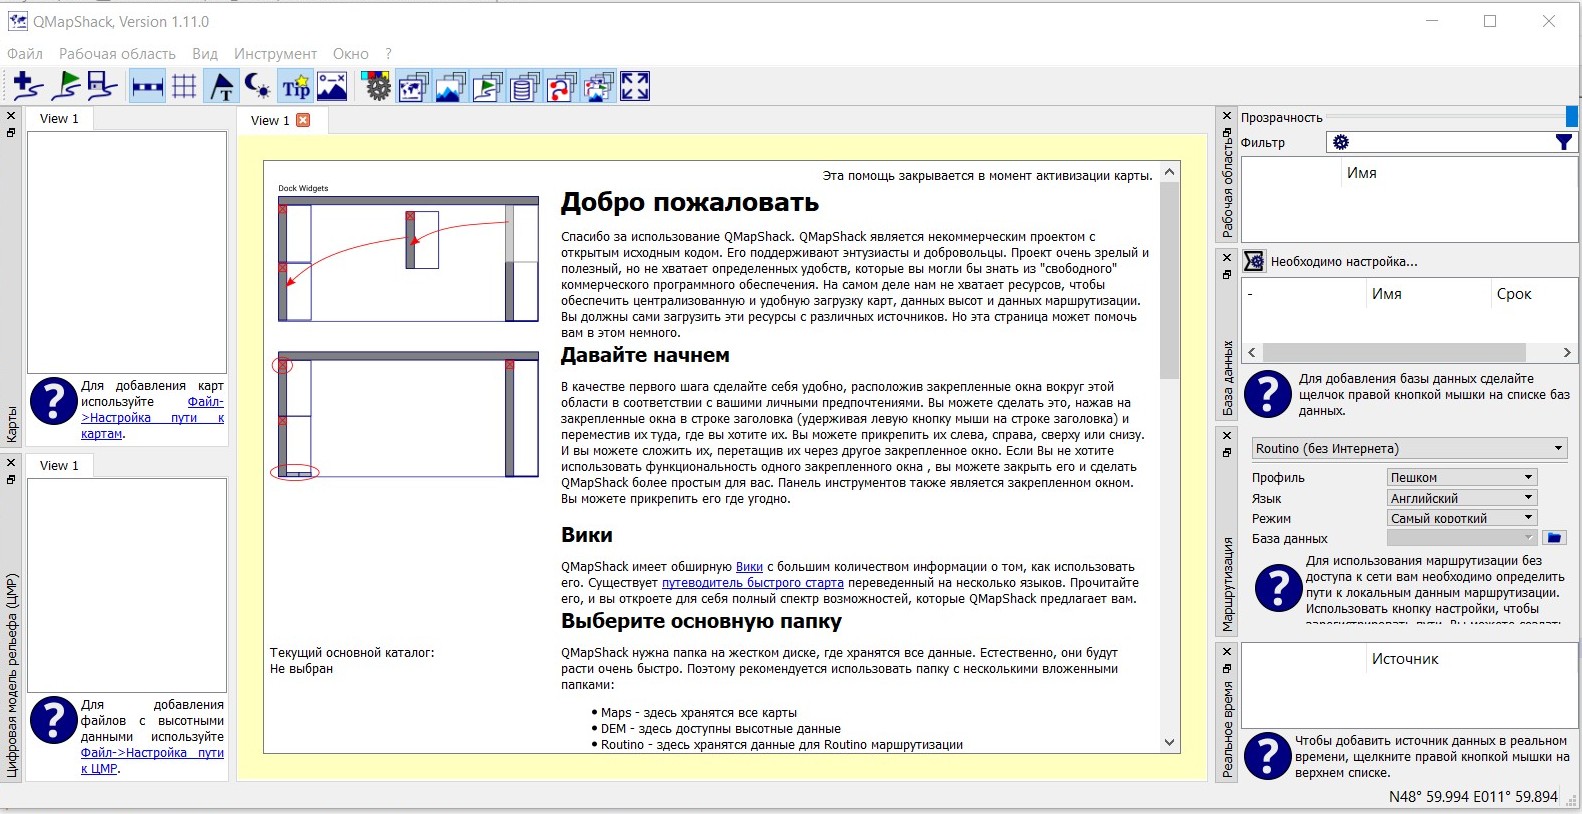 QMapShack, Version 1.11.0
Файл Рабочая область Вид Инструмент Окно ?
T Tip
View 1
Для добавления карт
используйте Файл-
->Настройка пути к
картам.
Карты
View 1
Для добавления
файлов с высотными
данными используйте
Файл->Настройка пути
к ЦМР.
Цифровая модель рельефа (ЦМР)
View 1
Эта помощь закрывается в момент активизации карты.
Dock Widgets
Добро пожаловать
Спасибо за использование QMapShack. QMapShack является некоммерческим проектом с
открытым исходным кодом. Его поддерживают энтузиасты и добровольцы. Проект очень зрелый и
полезный, но не хватает определенных удобств, которые вы могли бы знать из "свободного"
коммерческого программного обеспечения. На самом деле нам не хватает ресурсов, чтобы
обеспечить централизованную и удобную загрузку карт, данных высот и данных маршрутизации.
Вы должны сами загрузить эти ресурсы с различных источников. Но эта страница может помочь
вам в этом немного.
Давайте начнем
В качестве первого шага сделайте себя удобно, расположив закрепленные окна вокруг этой
области в соответствии с вашими личными предпочтениями. Вы можете сделать это, нажав на
закрепленные окна в строке заголовка (удерживая левую кнопку мыши на строке заголовка) и
переместив их туда, где вы хотите их. Вы можете прикрепить их слева, справа, сверху или снизу.
И вы можете сложить их, перетащив их через другое закрепленное окно. Если Вы не хотите
использовать функциональность одного закрепленного окна , вы можете закрыть его и сделать
QMapShack более простым для вас. Панель инструментов также является закрепленном окном.
Вы можете прикрепить его где угодно.
Вики
QMapShack имеет обширную Вики с большим количеством информации о том, как использовать
его. Существует путеводитель быстрого старта переведенный на несколько языков. Прочитайте
его, и вы откроете для себя полный спектр возможностей, которые QMapShack предлагает вам.
Выберите основную папку
Текущий основной каталог:
Не выбран
QMapShack нужна папка на жестком диске, где хранятся все данные. Естественно, они будут
расти очень быстро. Поэтому рекомендуется использовать папку с несколькими вложенными
папками:
• Maps - здесь хранятся все карты
• DEM - здесь доступны высотные данные
• Routino - здесь хранятся данные для Routino маршрутизации
Рабочая область
Прозрачность
Фильтр
Имя
База данных
Необходимо настройка...
- Имя Срок
Для добавления базы данных сделайте
щелчок правой кнопкой мышки на списке баз
данных.
Маршрутизация
Routino (без Интернета)
Профиль Пешком
Язык Английский
Режим Самый короткий
База данных
Для использования маршрутизации без
доступа к сети вам необходимо определить
пути к локальным данным маршрутизации.
Использовать кнопку настройки, чтобы
зарегистрировать пути. Вы можете создать
Реальное время
Источник
Чтобы добавить источник данных в реальном
времени, щелкните правой кнопкой мышки на
верхнем списке.
N48° 59.994 E011° 59.894